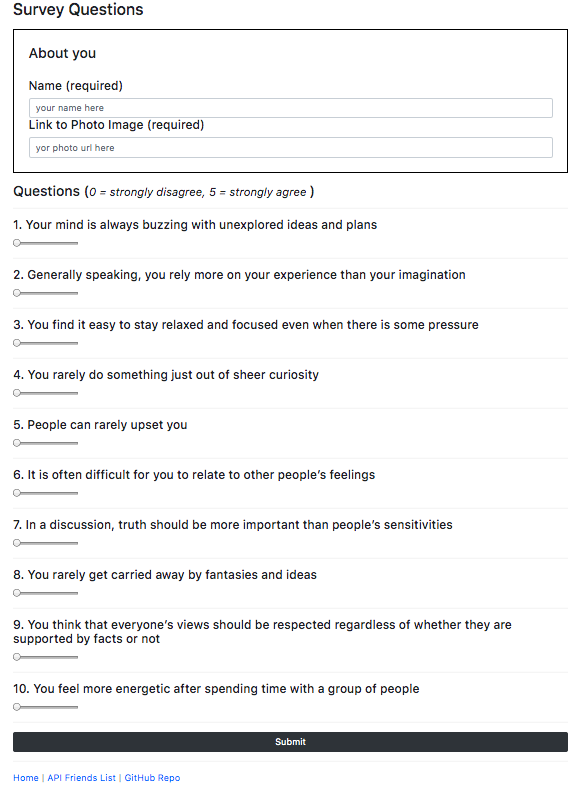 Survey Questions
About you
Name (required)
your name here
Link to Photo Image (required)
yor photo url here
Questions (0 = strongly disagree, 5 = strongly agree )
1. Your mind is always buzzing with unexplored ideas and plans
2. Generally speaking, you rely more on your experience than your imagination
3. You find it easy to stay relaxed and focused even when there is some pressure
4. You rarely do something just out of sheer curiosity
5. People can rarely upset you
6. It is often difficult for you to relate to other people’s feelings
7. In a discussion, truth should be more important than people’s sensitivities
8. You rarely get carried away by fantasies and ideas
9. You think that everyone’s views should be respected regardless of whether they are
supported by facts or not
10. You feel more energetic after spending time with a group of people
Submit
Home | API Friends List | GitHub Repo